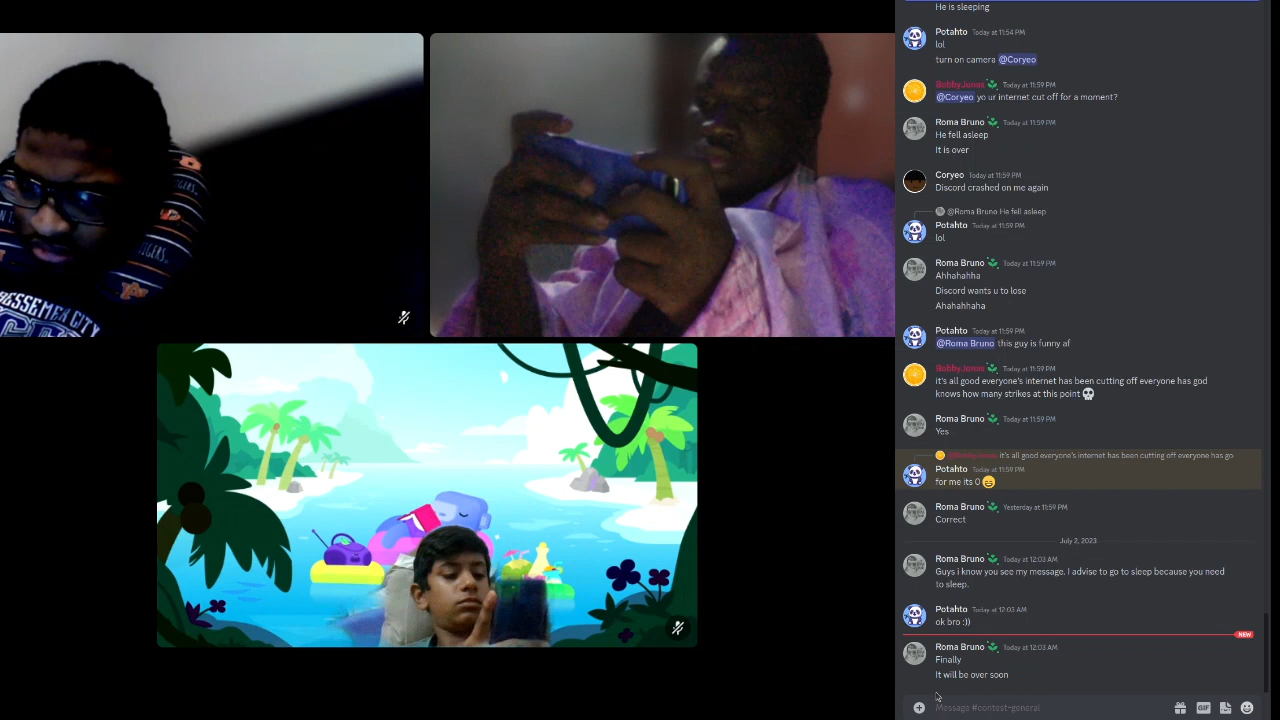 He is sleeping
Potahto Today at 11:54 PM
lol
turn on camera @Coryeo
BobbyJonas Today at 11:59 PM
@Coryeo yo ur internet cut off for a moment?
Roma Bruno Today at 11:59 PM
He fell asleep
It is over
Coryeo Today at 11:59 PM
Discord crashed on me again
@Roma Bruno He fell asleep
Potahto Today at 11:59 PM
lol
Roma Bruno Today at 11:59 PM
Ahhahahha
Discord wants u to lose
Ahahahhaha
Potahto Today at 11:59 PM
@Roma Bruno this guy is funny af
BobbyJonas Today at 11:59 PM
it's all good everyone's internet has been cutting off everyone has god
knows how many strikes at this point
Roma Bruno Today at 11:59 PM
Yes
@BobbyJonas it's all good everyone's internet has been cutting off everyone has go
Potahto Today at 11:59 PM
for me its 0
Roma Bruno Yesterday at 11:59 PM
Correct
July 2, 2023
Roma Bruno Today at 12:03 AM
Guys i know you see my message. I advise to go to sleep because you need
to sleep.
Potahto Today at 12:03 AM
ok bro :))
NEW
Roma Bruno Today at 12:03 AM
Finally
It will be over soon
Message #contest-general
GIF
TIGERS
BESSEMER CITY